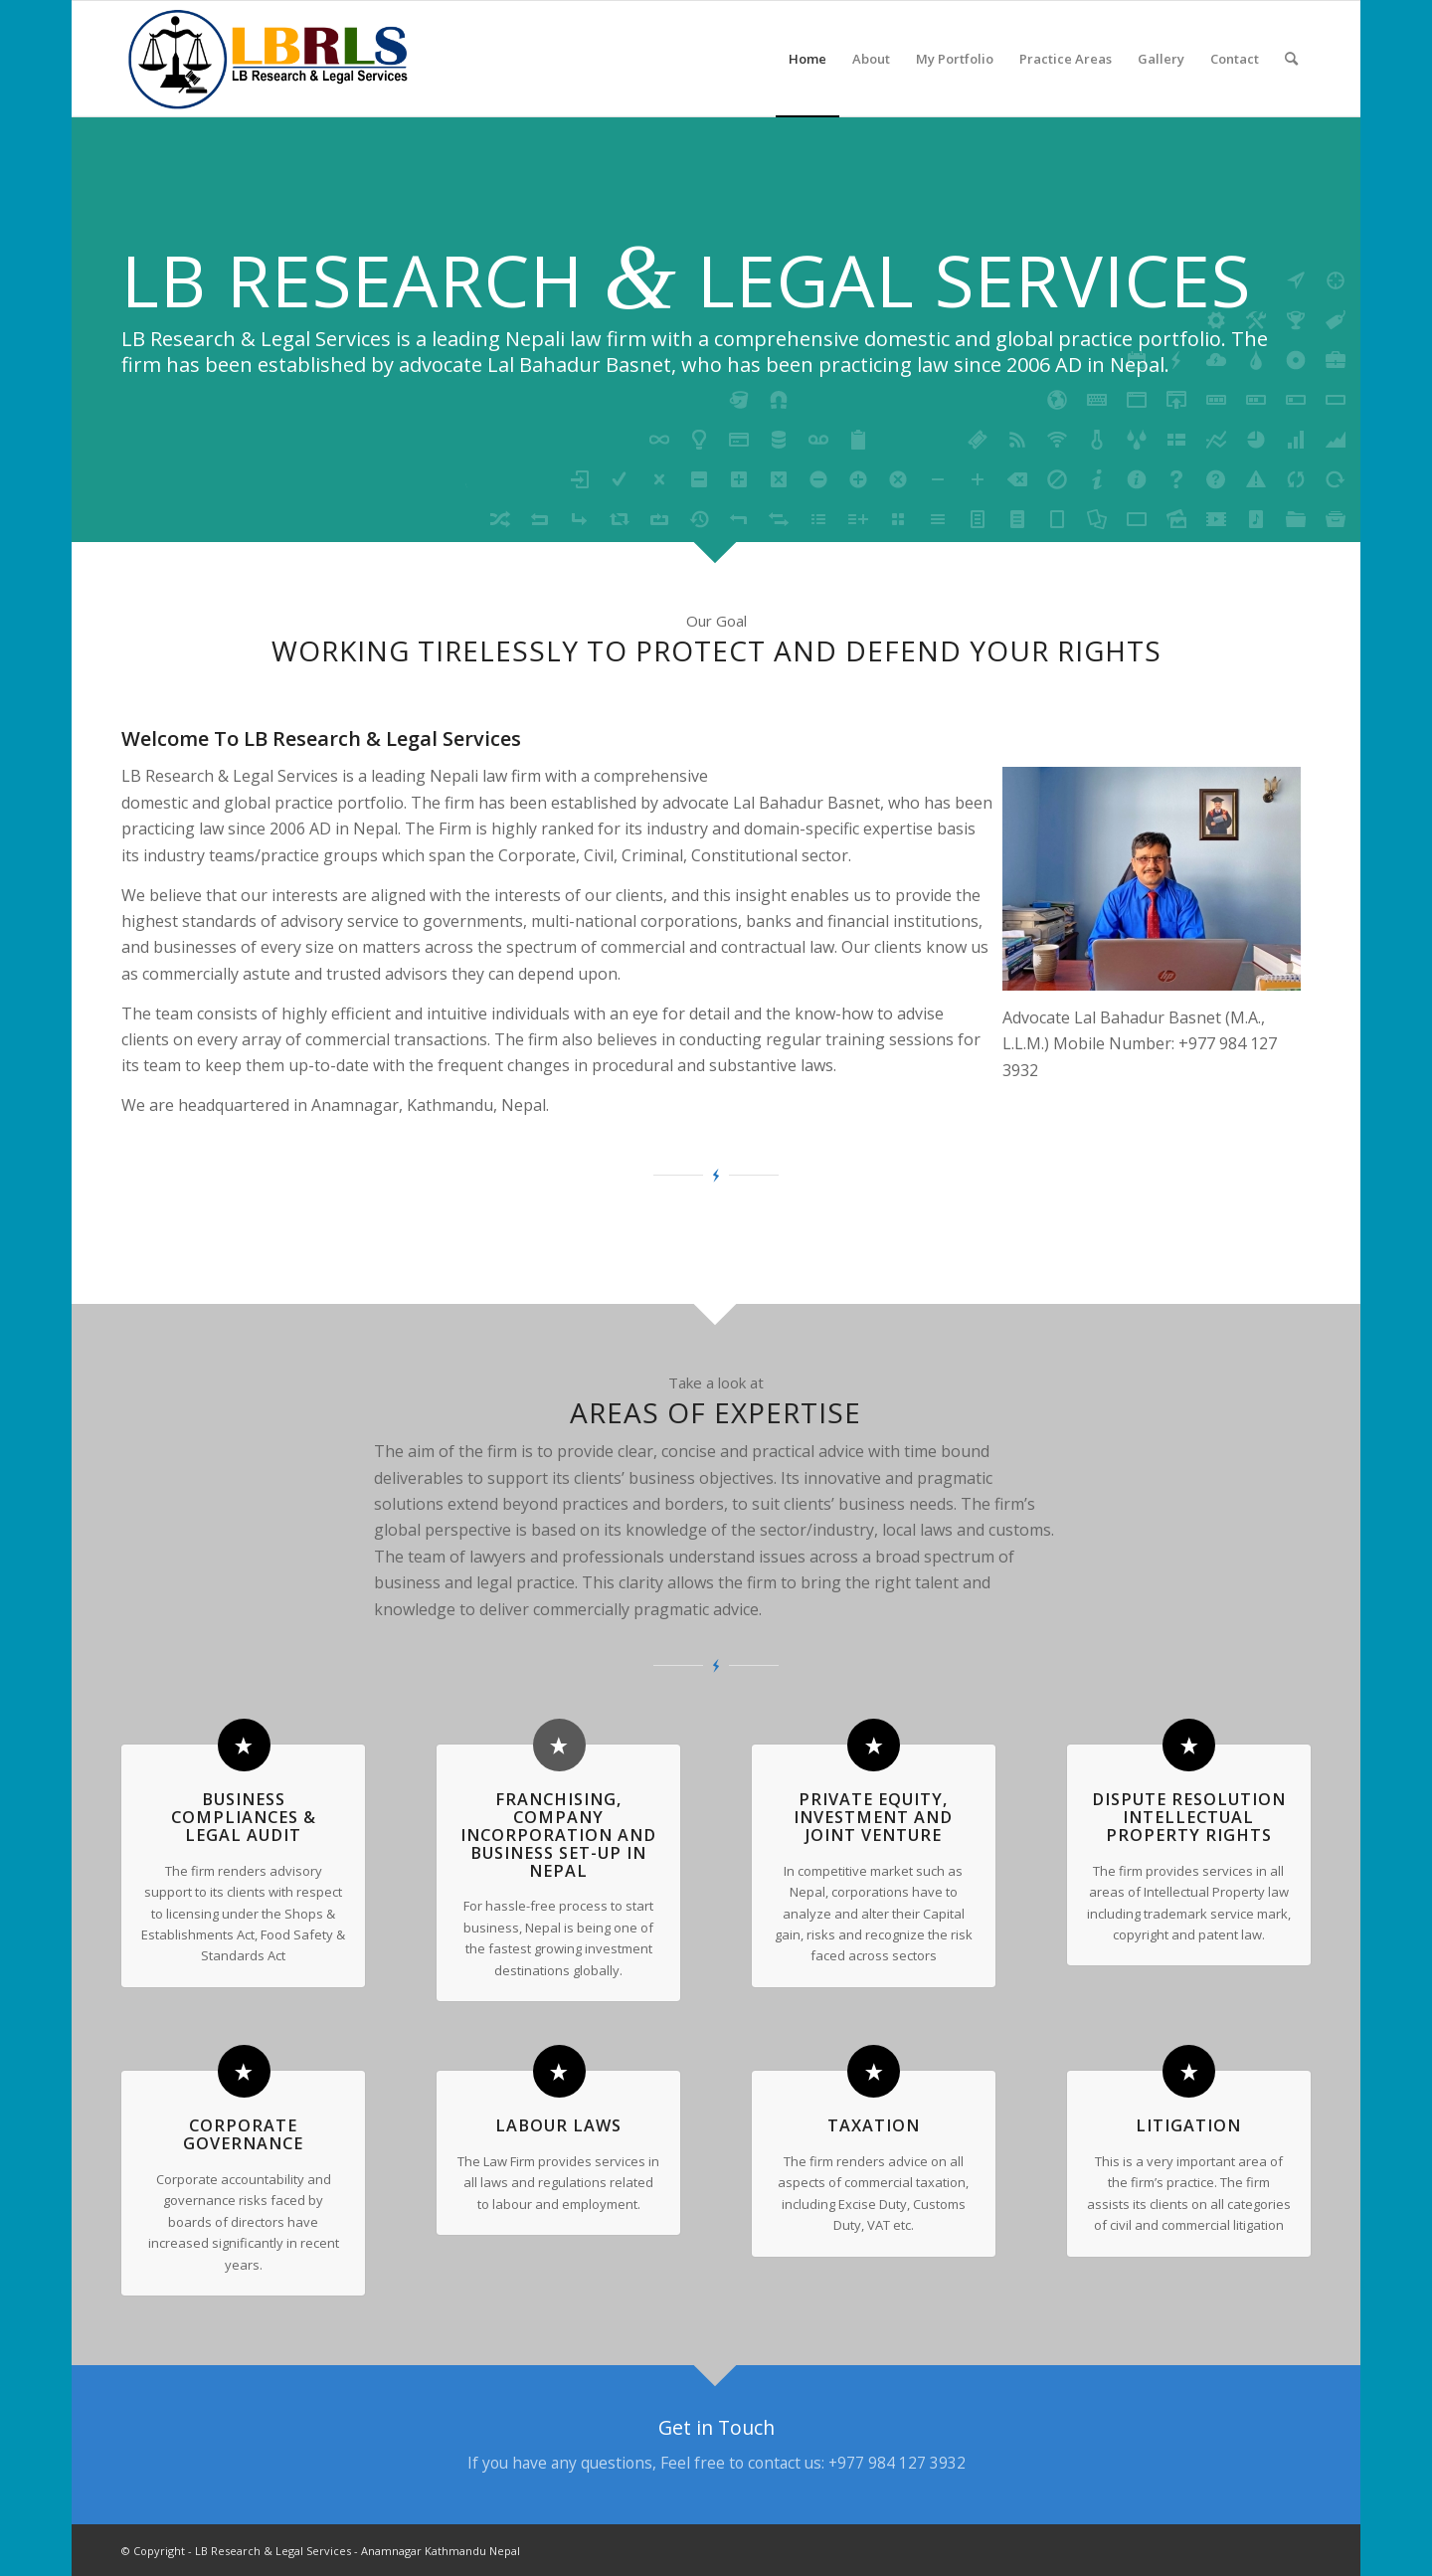 LBRLS
LB Research & Legal Services
Home About My Portfolio Practice Areas Gallery Contact
LB RESEARCH & LEGAL SERVICES
LB Research & Legal Services is a leading Nepali law firm with a comprehensive domestic and global practice portfolio. The
firm has been established by advocate Lal Bahadur Basnet, who has been practicing law since 2006 AD in Nepal.
Our Goal
WORKING TIRELESSLY TO PROTECT AND DEFEND YOUR RIGHTS
Welcome To LB Research & Legal Services
LB Research & Legal Services is a leading Nepali law firm with a comprehensive
domestic and global practice portfolio. The firm has been established by advocate Lal Bahadur Basnet, who has been
practicing law since 2006 AD in Nepal. The Firm is highly ranked for its industry and domain-specific expertise basis
its industry teams/practice groups which span the Corporate, Civil, Criminal, Constitutional sector.
We believe that our interests are aligned with the interests of our clients, and this insight enables us to provide the
highest standards of advisory service to governments, multi-national corporations, banks and financial institutions,
and businesses of every size on matters across the spectrum of commercial and contractual law. Our clients know us
as commercially astute and trusted advisors they can depend upon.
The team consists of highly efficient and intuitive individuals with an eye for detail and the know-how to advise
clients on every array of commercial transactions. The firm also believes in conducting regular training sessions for
its team to keep them up-to-date with the frequent changes in procedural and substantive laws.
We are headquartered in Anamnagar, Kathmandu, Nepal.
hp
Advocate Lal Bahadur Basnet (M.A.,
L.L.M.) Mobile Number: +977 984 127
3932
Take a look at
AREAS OF EXPERTISE
The aim of the firm is to provide clear, concise and practical advice with time bound
deliverables to support its clients’ business objectives. Its innovative and pragmatic
solutions extend beyond practices and borders, to suit clients’ business needs. The firm’s
global perspective is based on its knowledge of the sector/industry, local laws and customs.
The team of lawyers and professionals understand issues across a broad spectrum of
business and legal practice. This clarity allows the firm to bring the right talent and
knowledge to deliver commercially pragmatic advice.
BUSINESS
COMPLIANCES &
LEGAL AUDIT
The firm renders advisory
support to its clients with respect
to licensing under the Shops &
Establishments Act, Food Safety &
Standards Act
FRANCHISING,
COMPANY
INCORPORATION AND
BUSINESS SET-UP IN
NEPAL
For hassle-free process to start
business, Nepal is being one of
the fastest growing investment
destinations globally.
PRIVATE EQUITY,
INVESTMENT AND
JOINT VENTURE
In competitive market such as
Nepal, corporations have to
analyze and alter their Capital
gain, risks and recognize the risk
faced across sectors
DISPUTE RESOLUTION
INTELLECTUAL
PROPERTY RIGHTS
The firm provides services in all
areas of Intellectual Property law
including trademark service mark,
copyright and patent law.
CORPORATE
GOVERNANCE
Corporate accountability and
governance risks faced by
boards of directors have
increased significantly in recent
years.
LABOUR LAWS
The Law Firm provides services in
all laws and regulations related
to labour and employment.
TAXATION
The firm renders advice on all
aspects of commercial taxation,
including Excise Duty, Customs
Duty, VAT etc.
LITIGATION
This is a very important area of
the firm’s practice. The firm
assists its clients on all categories
of civil and commercial litigation
Get in Touch
If you have any questions, Feel free to contact us: +977 984 127 3932
© Copyright - LB Research & Legal Services - Anamnagar Kathmandu Nepal